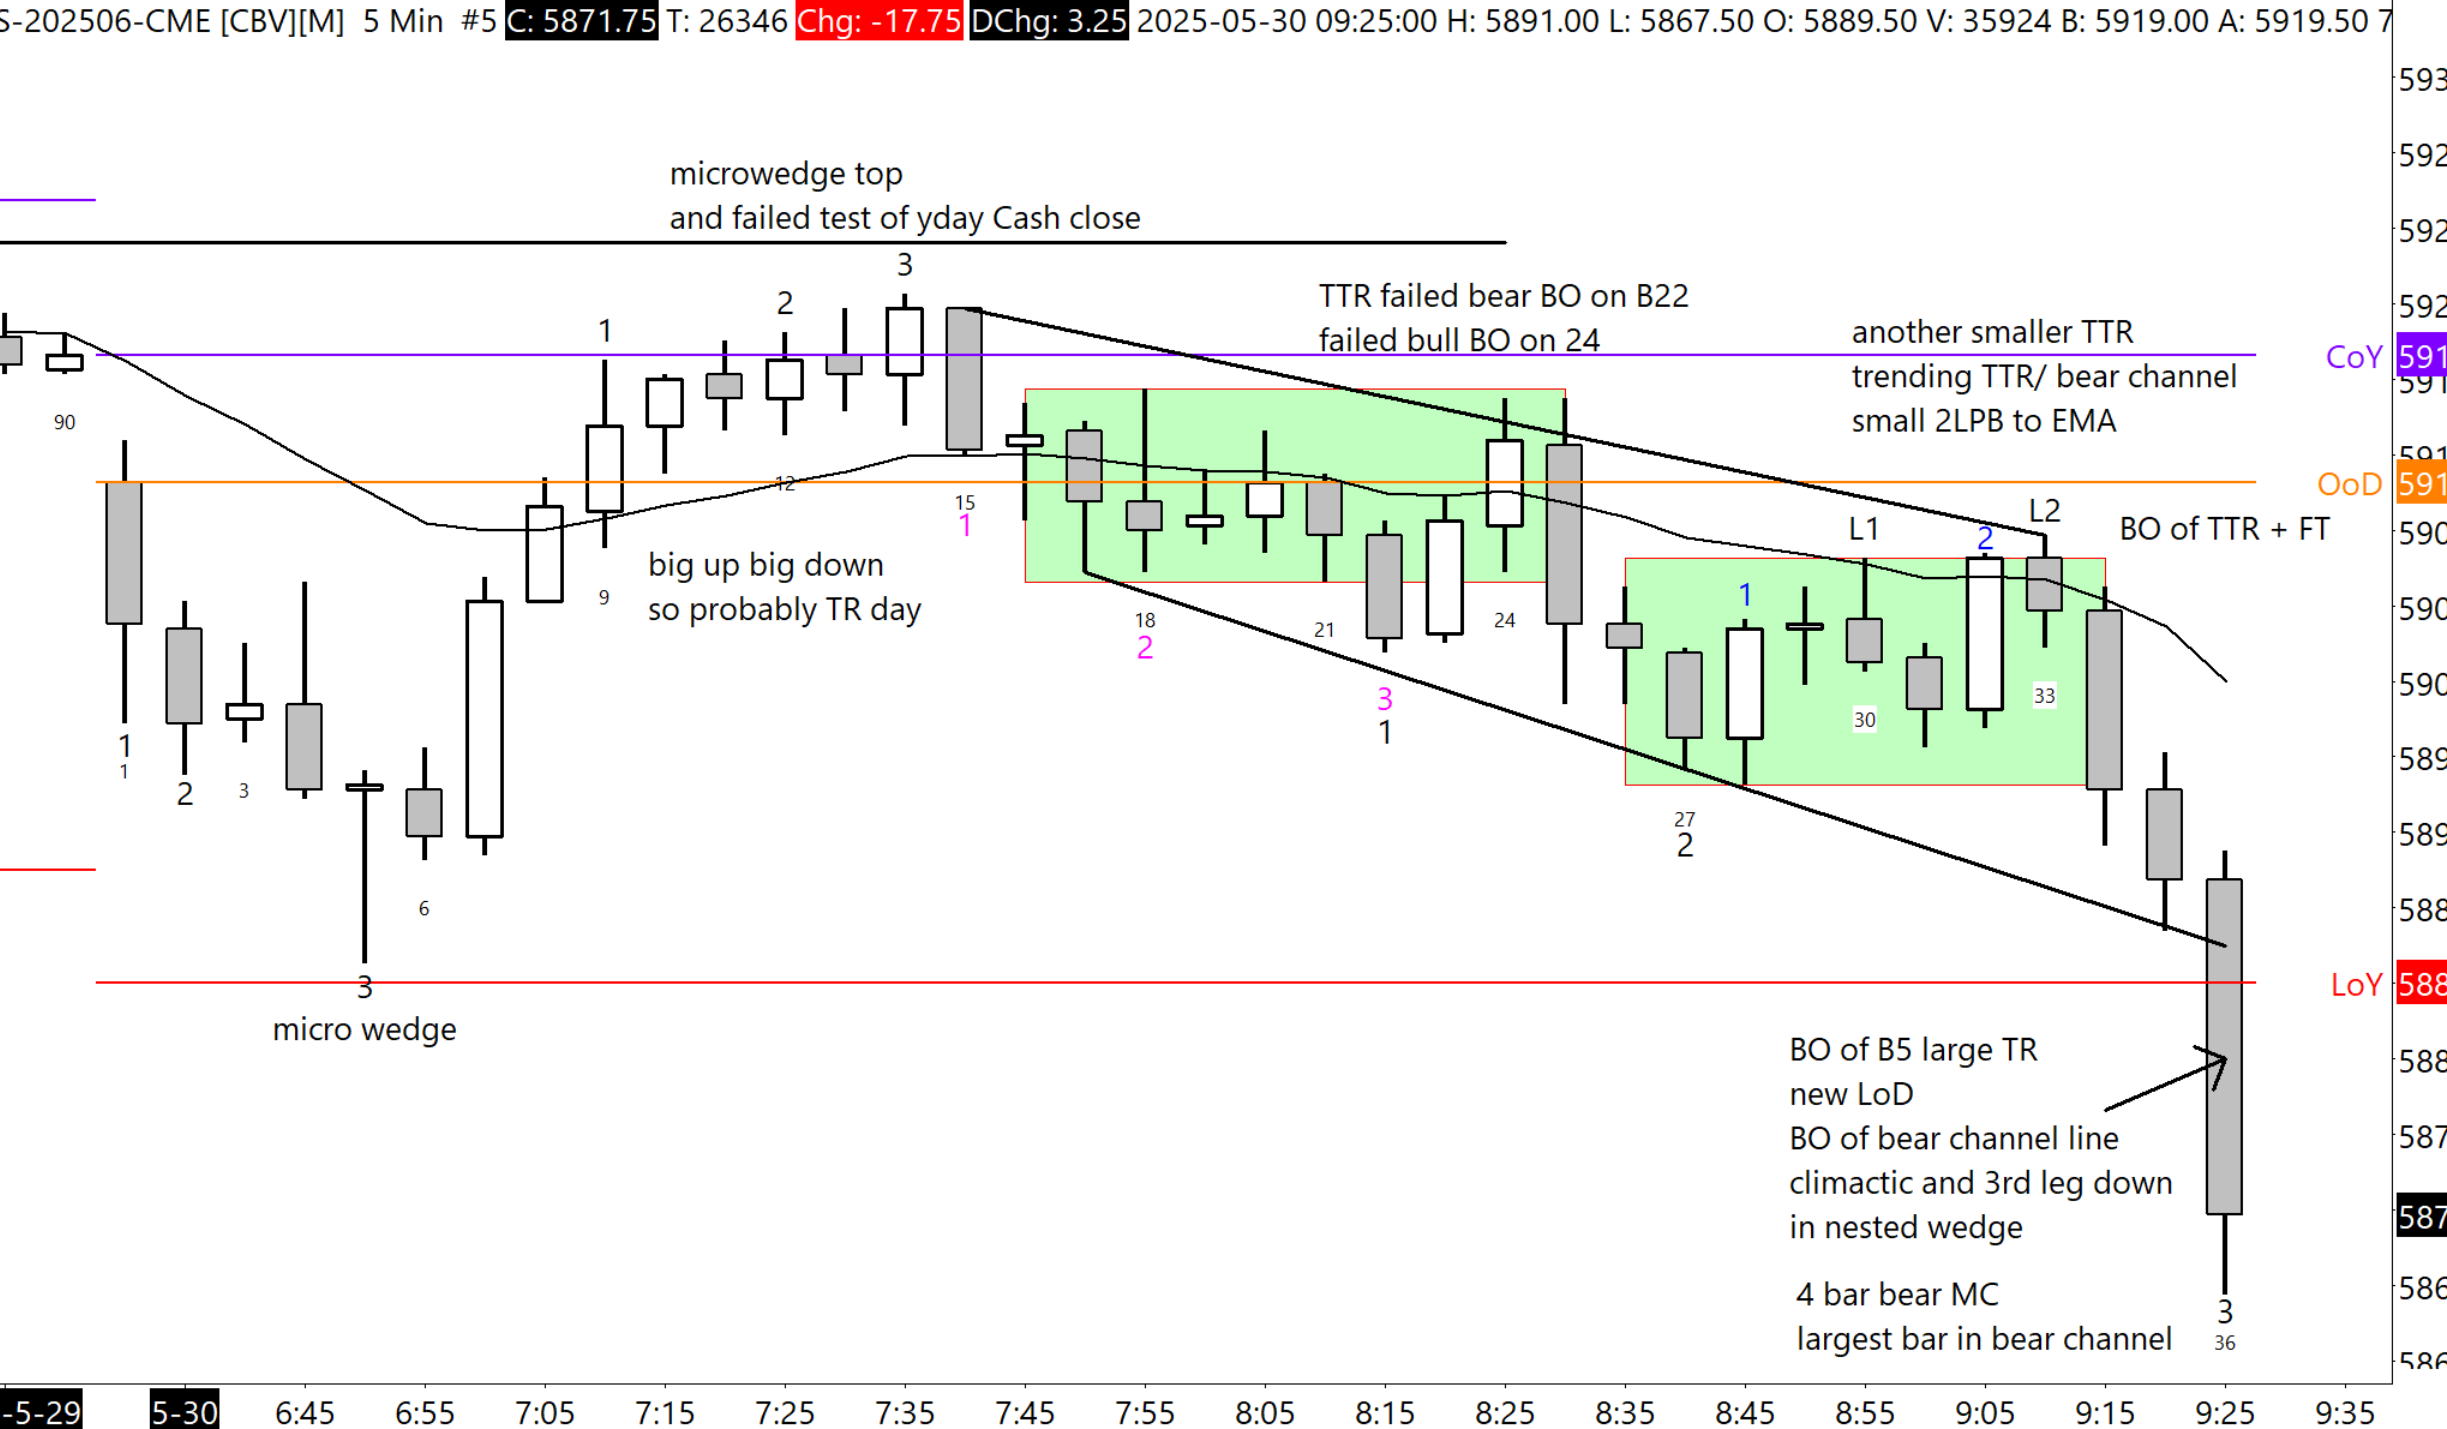 S-202506-CME [CBV][M] 5 Min #5 C: 5871.75 T: 26346 Chg: -17.75 DChg: 3.25 2025-05-30 09:25:00 H: 5891.00 L: 5867.50 O: 5889.50 V: 35924 B: 5919.00 A: 5919.50 7
microwedge top
and failed test of yday Cash close
3
2
1
TTR failed bear BO on B22
failed bull BO on 24
another smaller TTR
trending TTR/ bear channel
small 2LPB to EMA
CoY
OoD
LoY
90
12
15
1
L1
2
L2
BO of TTR + FT
big up big down
so probably TR day
9
1
18
2
21
24
3
1
30
33
1
1
2
3
27
2
6
3
micro wedge
BO of B5 large TR
new LoD
BO of bear channel line
climactic and 3rd leg down
in nested wedge
4 bar bear MC
largest bar in bear channel
3
36
593
592
592
592
591
591
591
591
590
590
590
589
589
588
588
588
587
587
586
586
-5-29 5-30 6:45 6:55 7:05 7:15 7:25 7:35 7:45 7:55 8:05 8:15 8:25 8:35 8:45 8:55 9:05 9:15 9:25 9:35